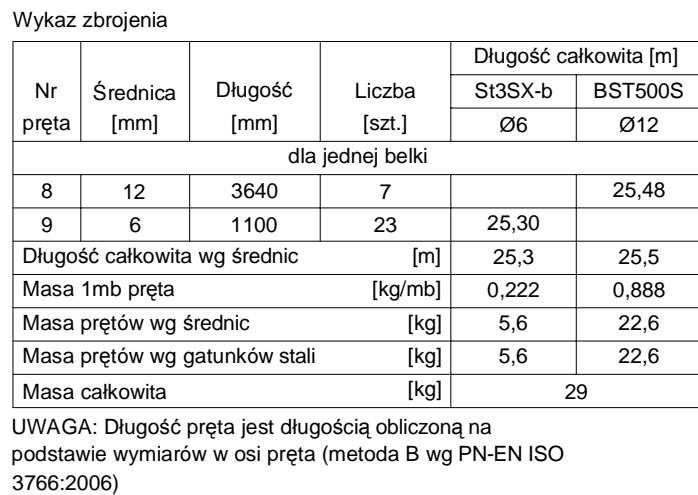 Wykaz zbrojenia
Długość całkowita [m]
Nr Średnica Długość Liczba St3SX-b BST500S
pręta [mm] [mm] [szt.] Ø6 Ø12
dla jednej belki
8 12 3640 7 25,48
9 6 1100 23 25,30
Długość całkowita wg średnic [m] 25,3 25,5
Masa 1mb pręta [kg/mb] 0,222 0,888
Masa prętów wg średnic [kg] 5,6 22,6
Masa prętów wg gatunków stali [kg] 5,6 22,6
Masa całkowita [kg] 29
UWAGA: Długość pręta jest długością obliczoną na
podstawie wymiarów w osi pręta (metoda B wg PN-EN ISO
3766:2006)